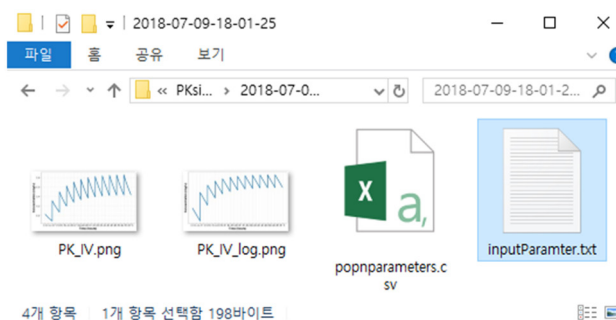 2018-07-09-18-01-25
파일 홈 공유 보기
« PKsi... › 2018-07-0...
2018-07-09-18-01-2...
PK_IV.png
PK_IV_log.png
popnparameters.c
sv
inputParamter.txt
4개 항목 1개 항목 선택함 198바이트